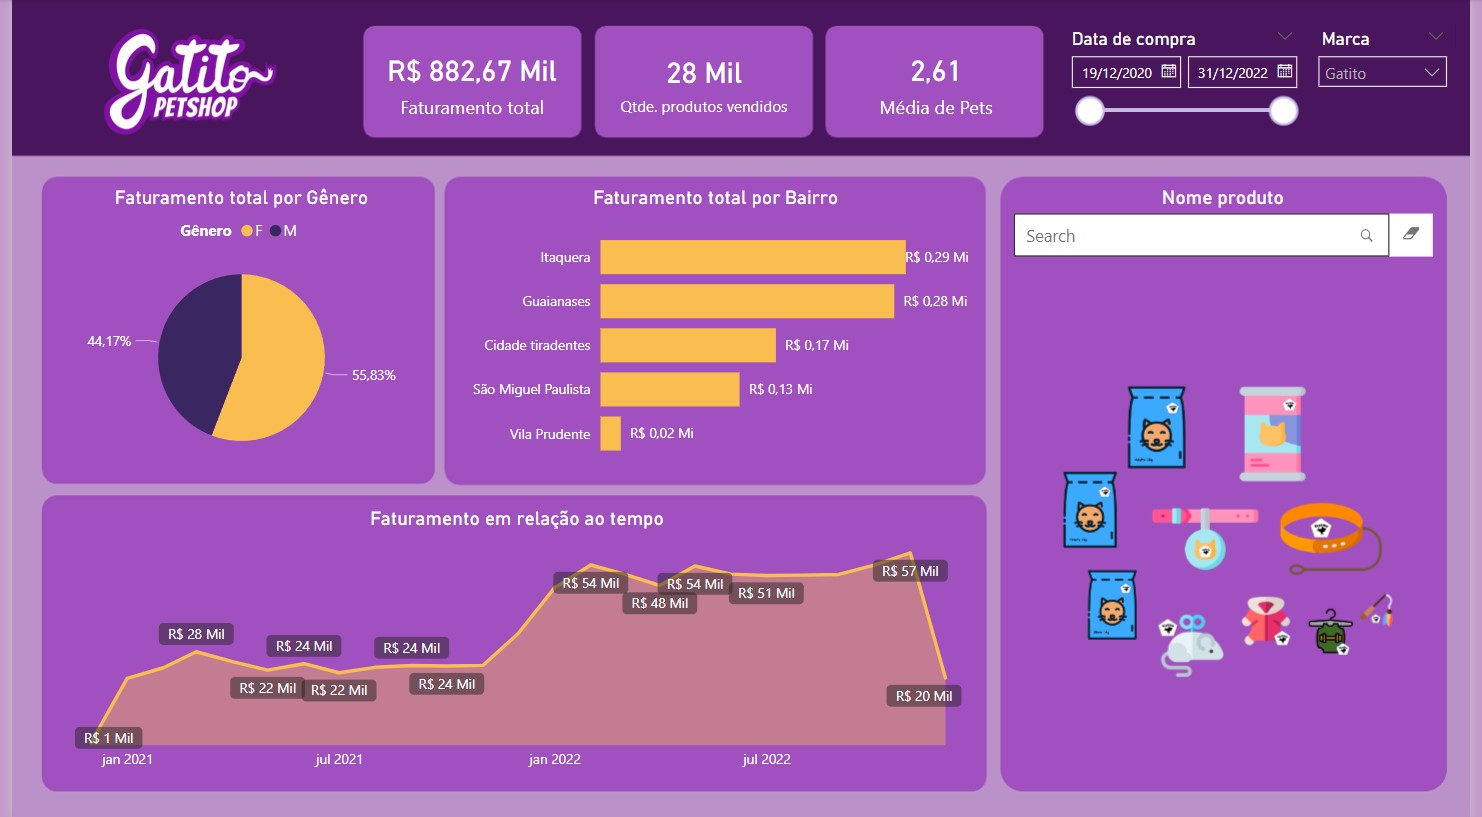 Gatito
PETSHOP
R$ 882,67 Mil
Faturamento total
28 Mil
Qtde. produtos vendidos
2,61
Média de Pets
Data de compra
19/12/2020
31/12/2022
Marca
Gatito
Faturamento total por Gênero
Gênero F M
44,17%
55,83%
Faturamento total por Bairro
Itaquera R$ 0,29 Mi
Guaianases R$ 0,28 Mi
Cidade tiradentes R$ 0,17 Mi
São Miguel Paulista R$ 0,13 Mi
Vila Prudente R$ 0,02 Mi
Nome produto
Search
Faturamento em relação ao tempo
R$ 1 Mil
R$ 28 Mil
R$ 22 Mil
R$ 24 Mil
R$ 22 Mil
R$ 24 Mil
R$ 24 Mil
R$ 54 Mil
R$ 48 Mil
R$ 54 Mil
R$ 51 Mil
R$ 57 Mil
R$ 20 Mil
jan 2021 jul 2021 jan 2022 jul 2022